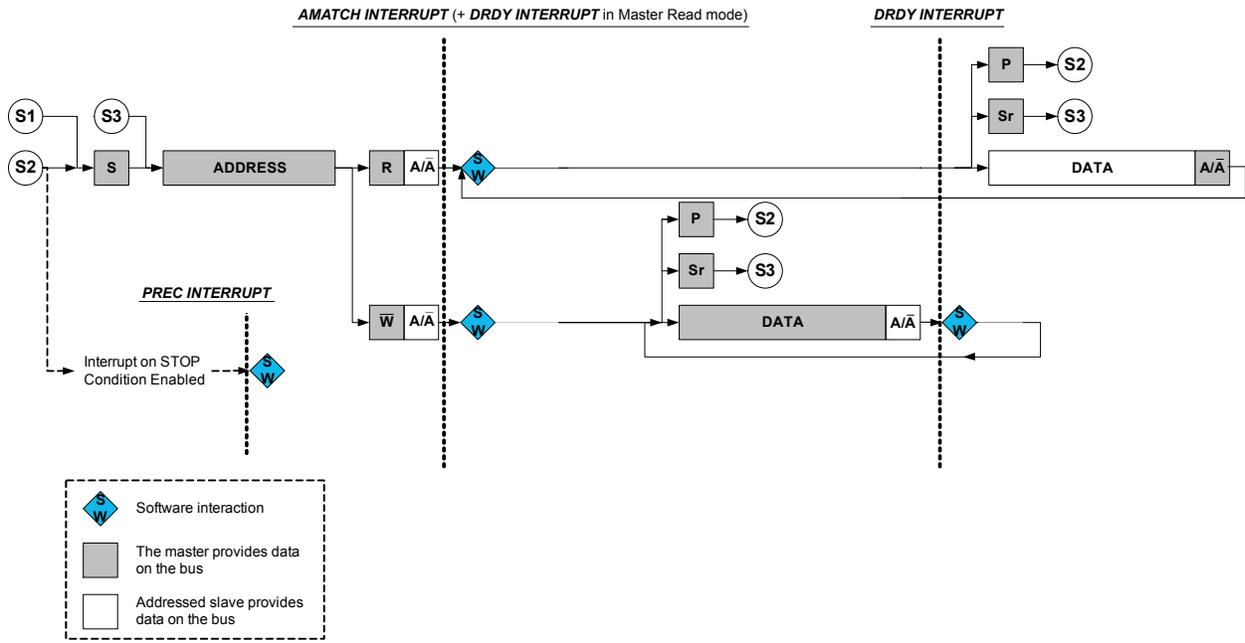 AMATCH INTERRUPT (+ DRDY INTERRUPT in Master Read mode)
DRDY INTERRUPT
P
S2
S1
S3
Sr
S3
S2
S
ADDRESS
R
A/A̅
S
W
DATA
A/A̅
P
S2
Sr
S3
PREC INTERRUPT
W̅
A/A̅
S
W
DATA
A/A̅
S
W
Interrupt on STOP
Condition Enabled
S
W
S
W
Software interaction
The master provides data
on the bus
Addressed slave provides
data on the bus